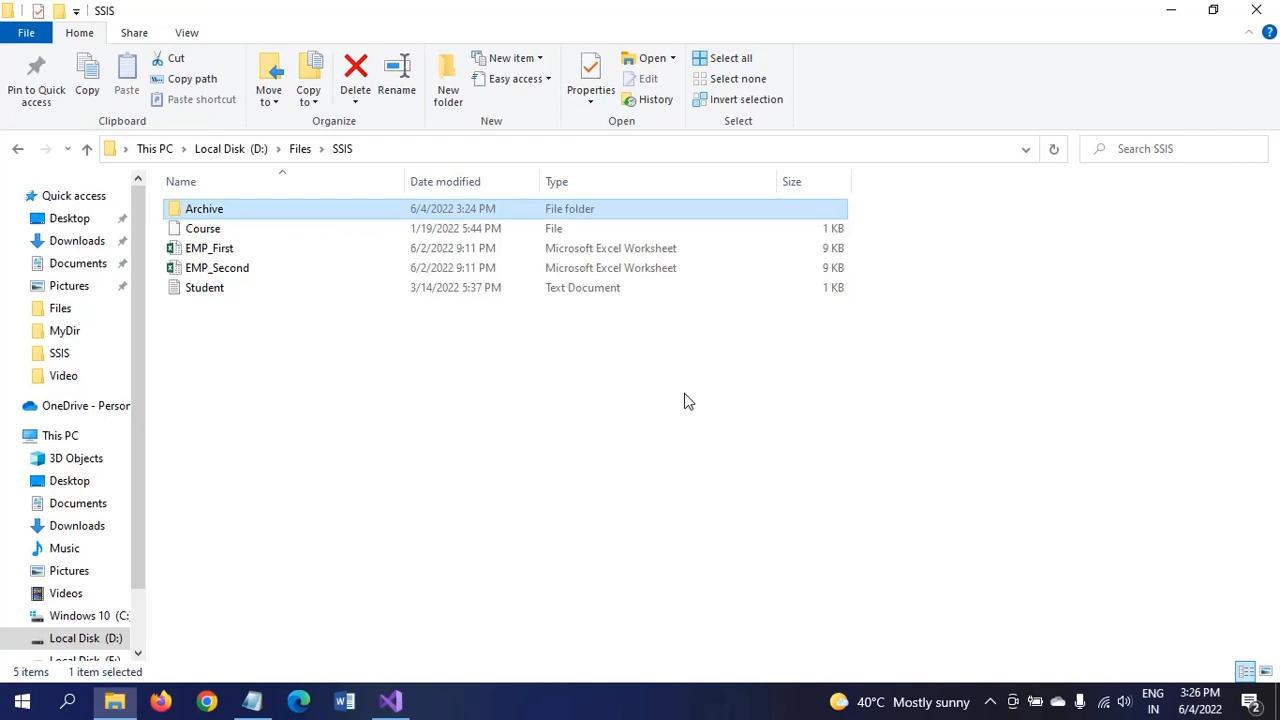 SSIS
File Home Share View
Pin to Quick access
Copy
Paste
Cut
Copy path
Paste shortcut
Clipboard
Move to
Copy to
Delete
Rename
Organize
New folder
New item
Easy access
New
Properties
Open
Edit
History
Open
Select all
Select none
Invert selection
Select
This PC Local Disk (D:) Files SSIS
Search SSIS
Name Date modified Type Size
Archive 6/4/2022 3:24 PM File folder
Course 1/19/2022 5:44 PM File 1 KB
EMP_First 6/2/2022 9:11 PM Microsoft Excel Worksheet 9 KB
EMP_Second 6/2/2022 9:11 PM Microsoft Excel Worksheet 9 KB
Student 3/14/2022 5:37 PM Text Document 1 KB
Quick access
Desktop
Downloads
Documents
Pictures
Files
MyDir
SSIS
Video
OneDrive - Person
This PC
3D Objects
Desktop
Documents
Downloads
Music
Pictures
Videos
Windows 10 (C:
Local Disk (D:)
5 items 1 item selected
40°C Mostly sunny
ENG
IN
3:26 PM
6/4/2022
2